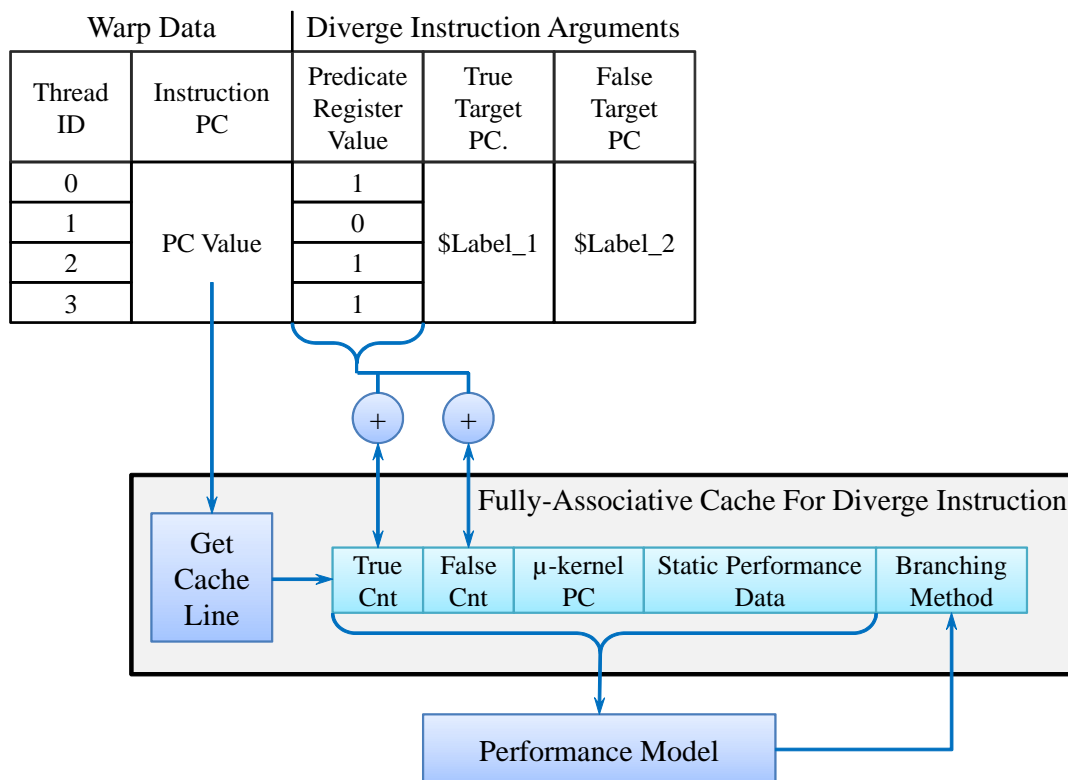 Warp Data
Diverge Instruction Arguments
Thread
ID
Instruction
PC
Predicate
Register
Value
True
Target
PC.
False
Target
PC
0
1
2
3
PC Value
1
0
1
1
$Label_1
$Label_2
+
+
Fully-Associative Cache For Diverge Instruction
Get
Cache
Line
True
Cnt
False
Cnt
µ-kernel
PC
Static Performance
Data
Branching
Method
Performance Model